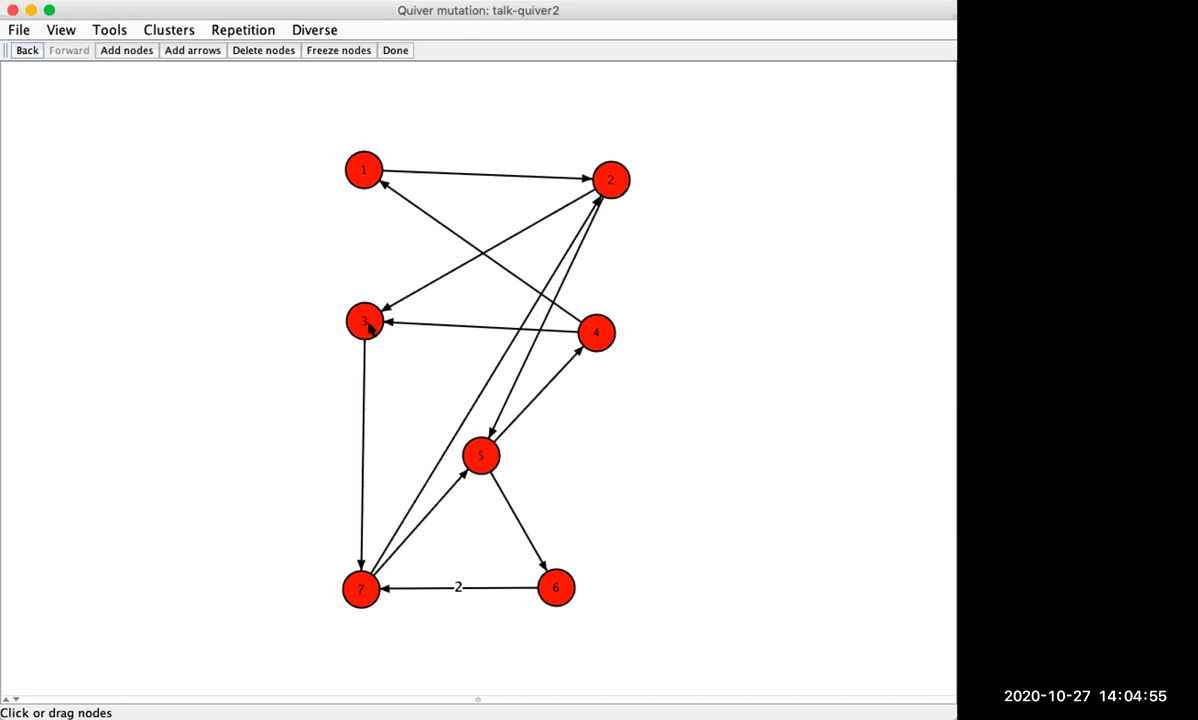 Quiver mutation: talk-quiver2
File View Tools Clusters Repetition Diverse
Back Forward Add nodes Add arrows Delete nodes Freeze nodes Done
1
2
3
4
5
7
2
6
Click or drag nodes
2020-10-27 14:04:55